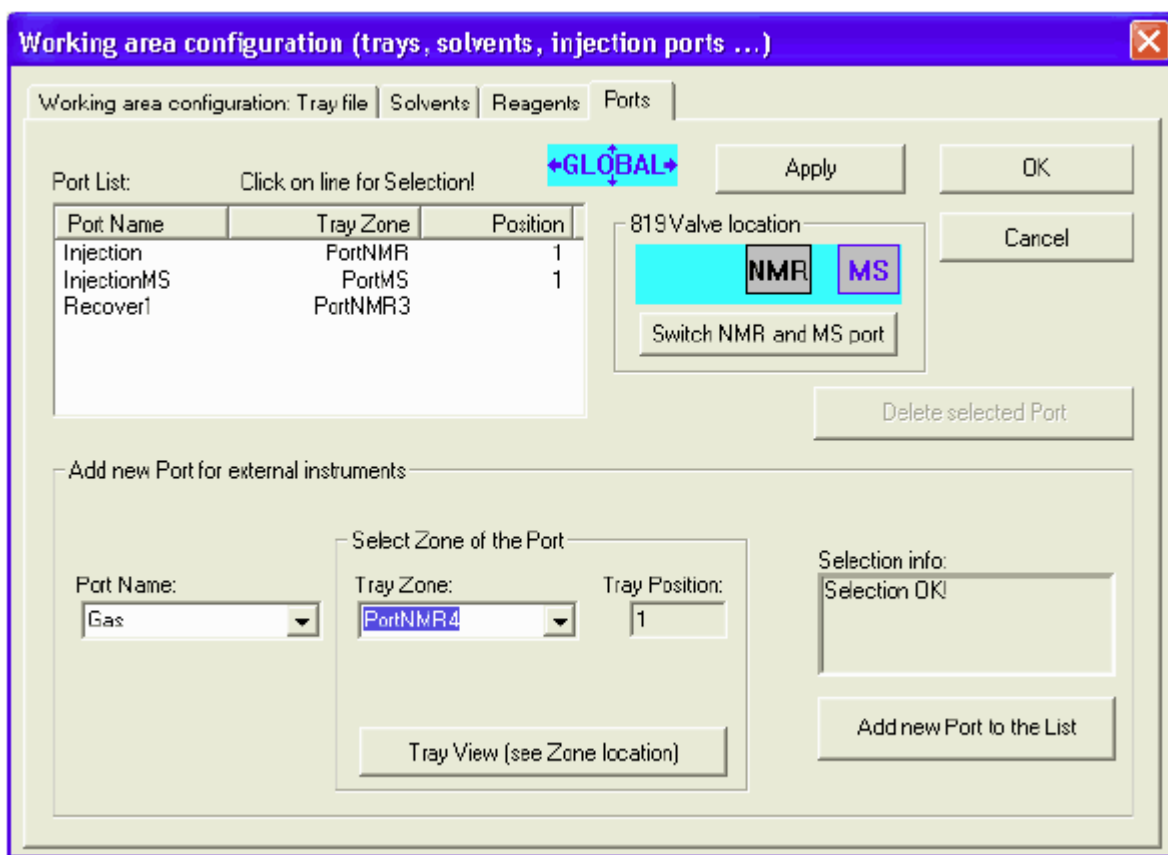 Working area configuration (trays, solvents, injection ports ...)
Working area configuration: Tray file Solvents Reagents Ports
GLOBAL
Apply
OK
Port List: Click on line for Selection!
Port Name Tray Zone Position
Injection PortNMR 1
InjectionMS PortMS 1
Recover1 PortNMR3
819 Valve location
NMR MS
Switch NMR and MS port
Cancel
Delete selected Port
Add new Port for external instruments
Select Zone of the Port
Port Name: Tray Zone: Tray Position:
Gas PortNMR4 1
Tray View (see Zone location)
Selection info:
Selection OK!
Add new Port to the List